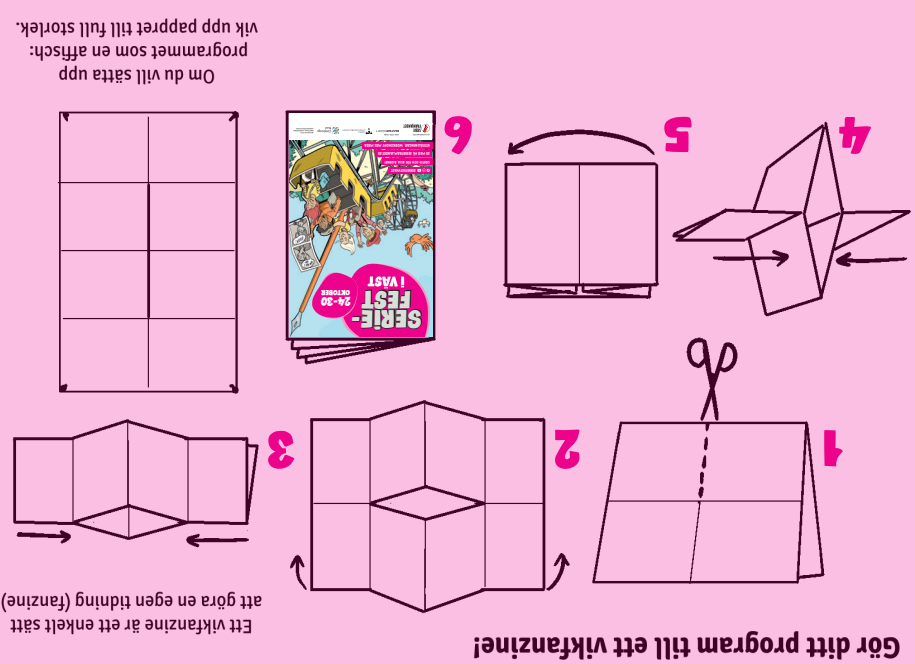 Gör ditt program till ett vikfanzine!
Ett vikfanzine är ett enkelt sätt
att göra en egen tidning (fanzine)
1
2
3
4
5
6
SERIE-
FEST
i VÄST
24-30
OKTOBER
Om du vill sätta upp
programmet som en affisch:
vik upp pappret till full storlek.